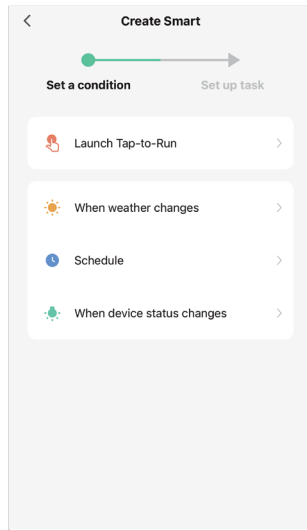 Create Smart
Set a condition
Set up task
Launch Tap-to-Run
When weather changes
Schedule
When device status changes